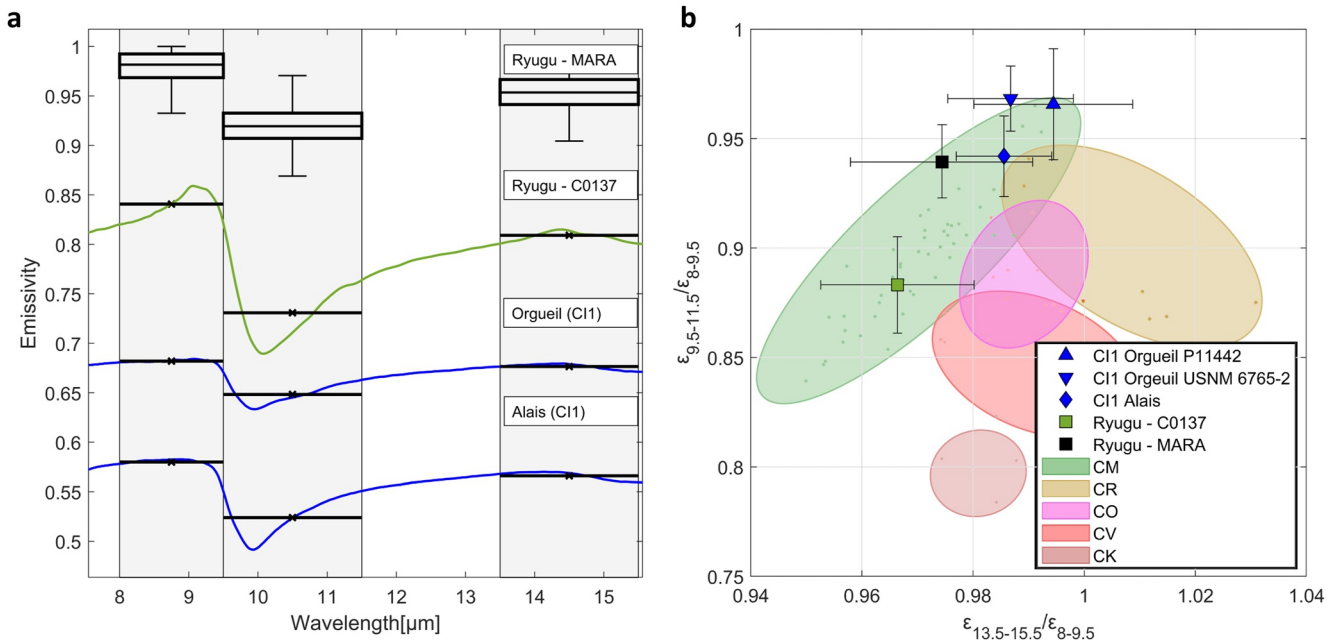 a
1
0.95
0.9
0.85
0.8
0.75
0.7
0.65
0.6
0.55
0.5
Emissivity
Ryugu - MARA
Ryugu - C0137
Orgueil (CI1)
Alais (CI1)
8 9 10 11 12 13 14 15
Wavelength[µm]
b
1
0.95
0.9
0.85
0.8
0.75
ε9.5-11.5/ε8-9.5
CI1 Orgueil P11442
CI1 Orgeuil USNM 6765-2
CI1 Alais
Ryugu - C0137
Ryugu - MARA
CM
CR
CO
CV
CK
0.94 0.96 0.98 1 1.02 1.04
ε13.5-15.5/ε8-9.5